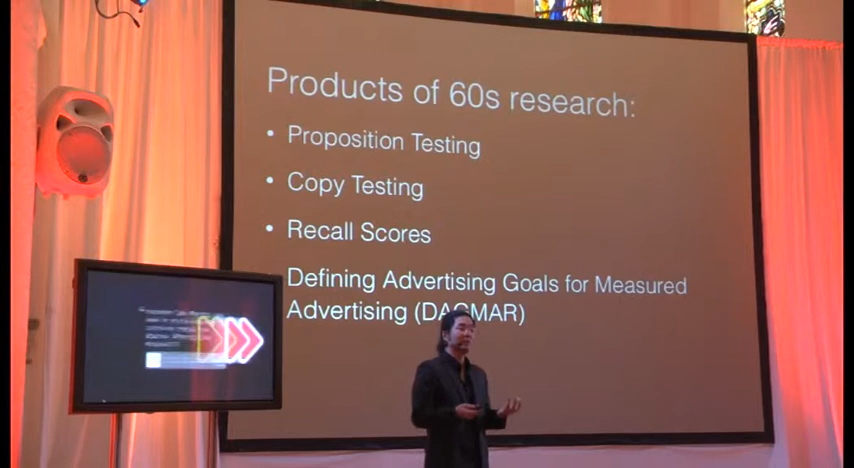 Products of 60s research:
• Proposition Testing
• Copy Testing
• Recall Scores
Defining Advertising Goals for Measured
Advertising (DAGMAR)